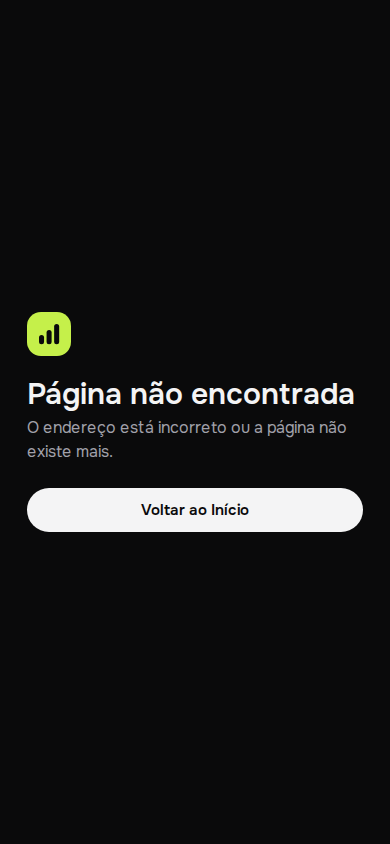 Página não encontrada
O endereço está incorreto ou a página não
existe mais.
Voltar ao Início